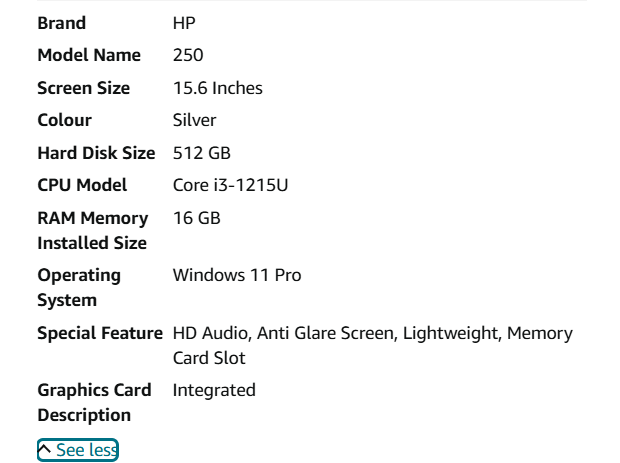 Brand HP
Model Name 250
Screen Size 15.6 Inches
Colour Silver
Hard Disk Size 512 GB
CPU Model Core i3-1215U
RAM Memory 16 GB
Installed Size
Operating Windows 11 Pro
System
Special Feature HD Audio, Anti Glare Screen, Lightweight, Memory
Card Slot
Graphics Card Integrated
Description
See less